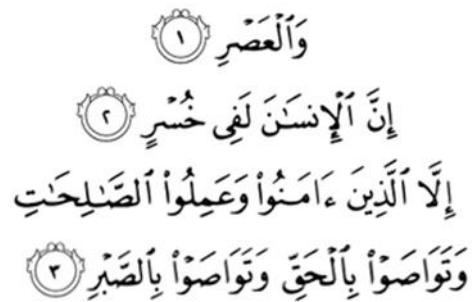 وَٱلْعَصْرِ ١
إِنَّ ٱلْإِنسَـٰنَ لَفِى خُسْرٍ ٢
إِلَّا ٱلَّذِينَ ءَامَنُوا۟ وَعَمِلُوا۟ ٱلصَّـٰلِحَـٰتِ
وَتَوَاصَوْا۟ بِٱلْحَقِّ وَتَوَاصَوْا۟ بِٱلصَّبْرِ ٣